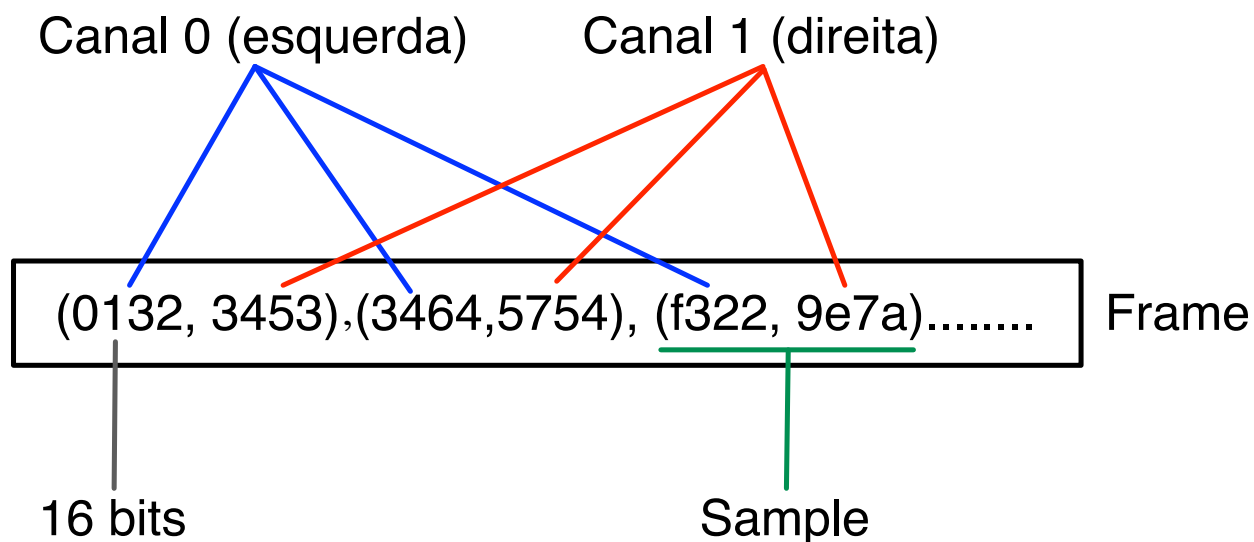 Canal 0 (esquerda) Canal 1 (direita)
(0132, 3453),(3464,5754), (f322, 9e7a)........ Frame
16 bits Sample